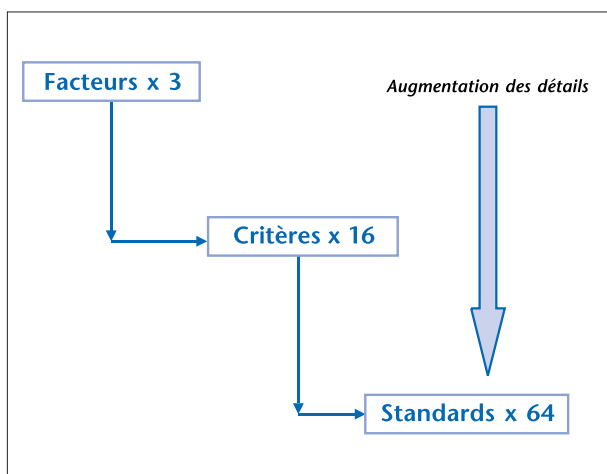 Facteurs x 3
Augmentation des détails
Critères x 16
Standards x 64